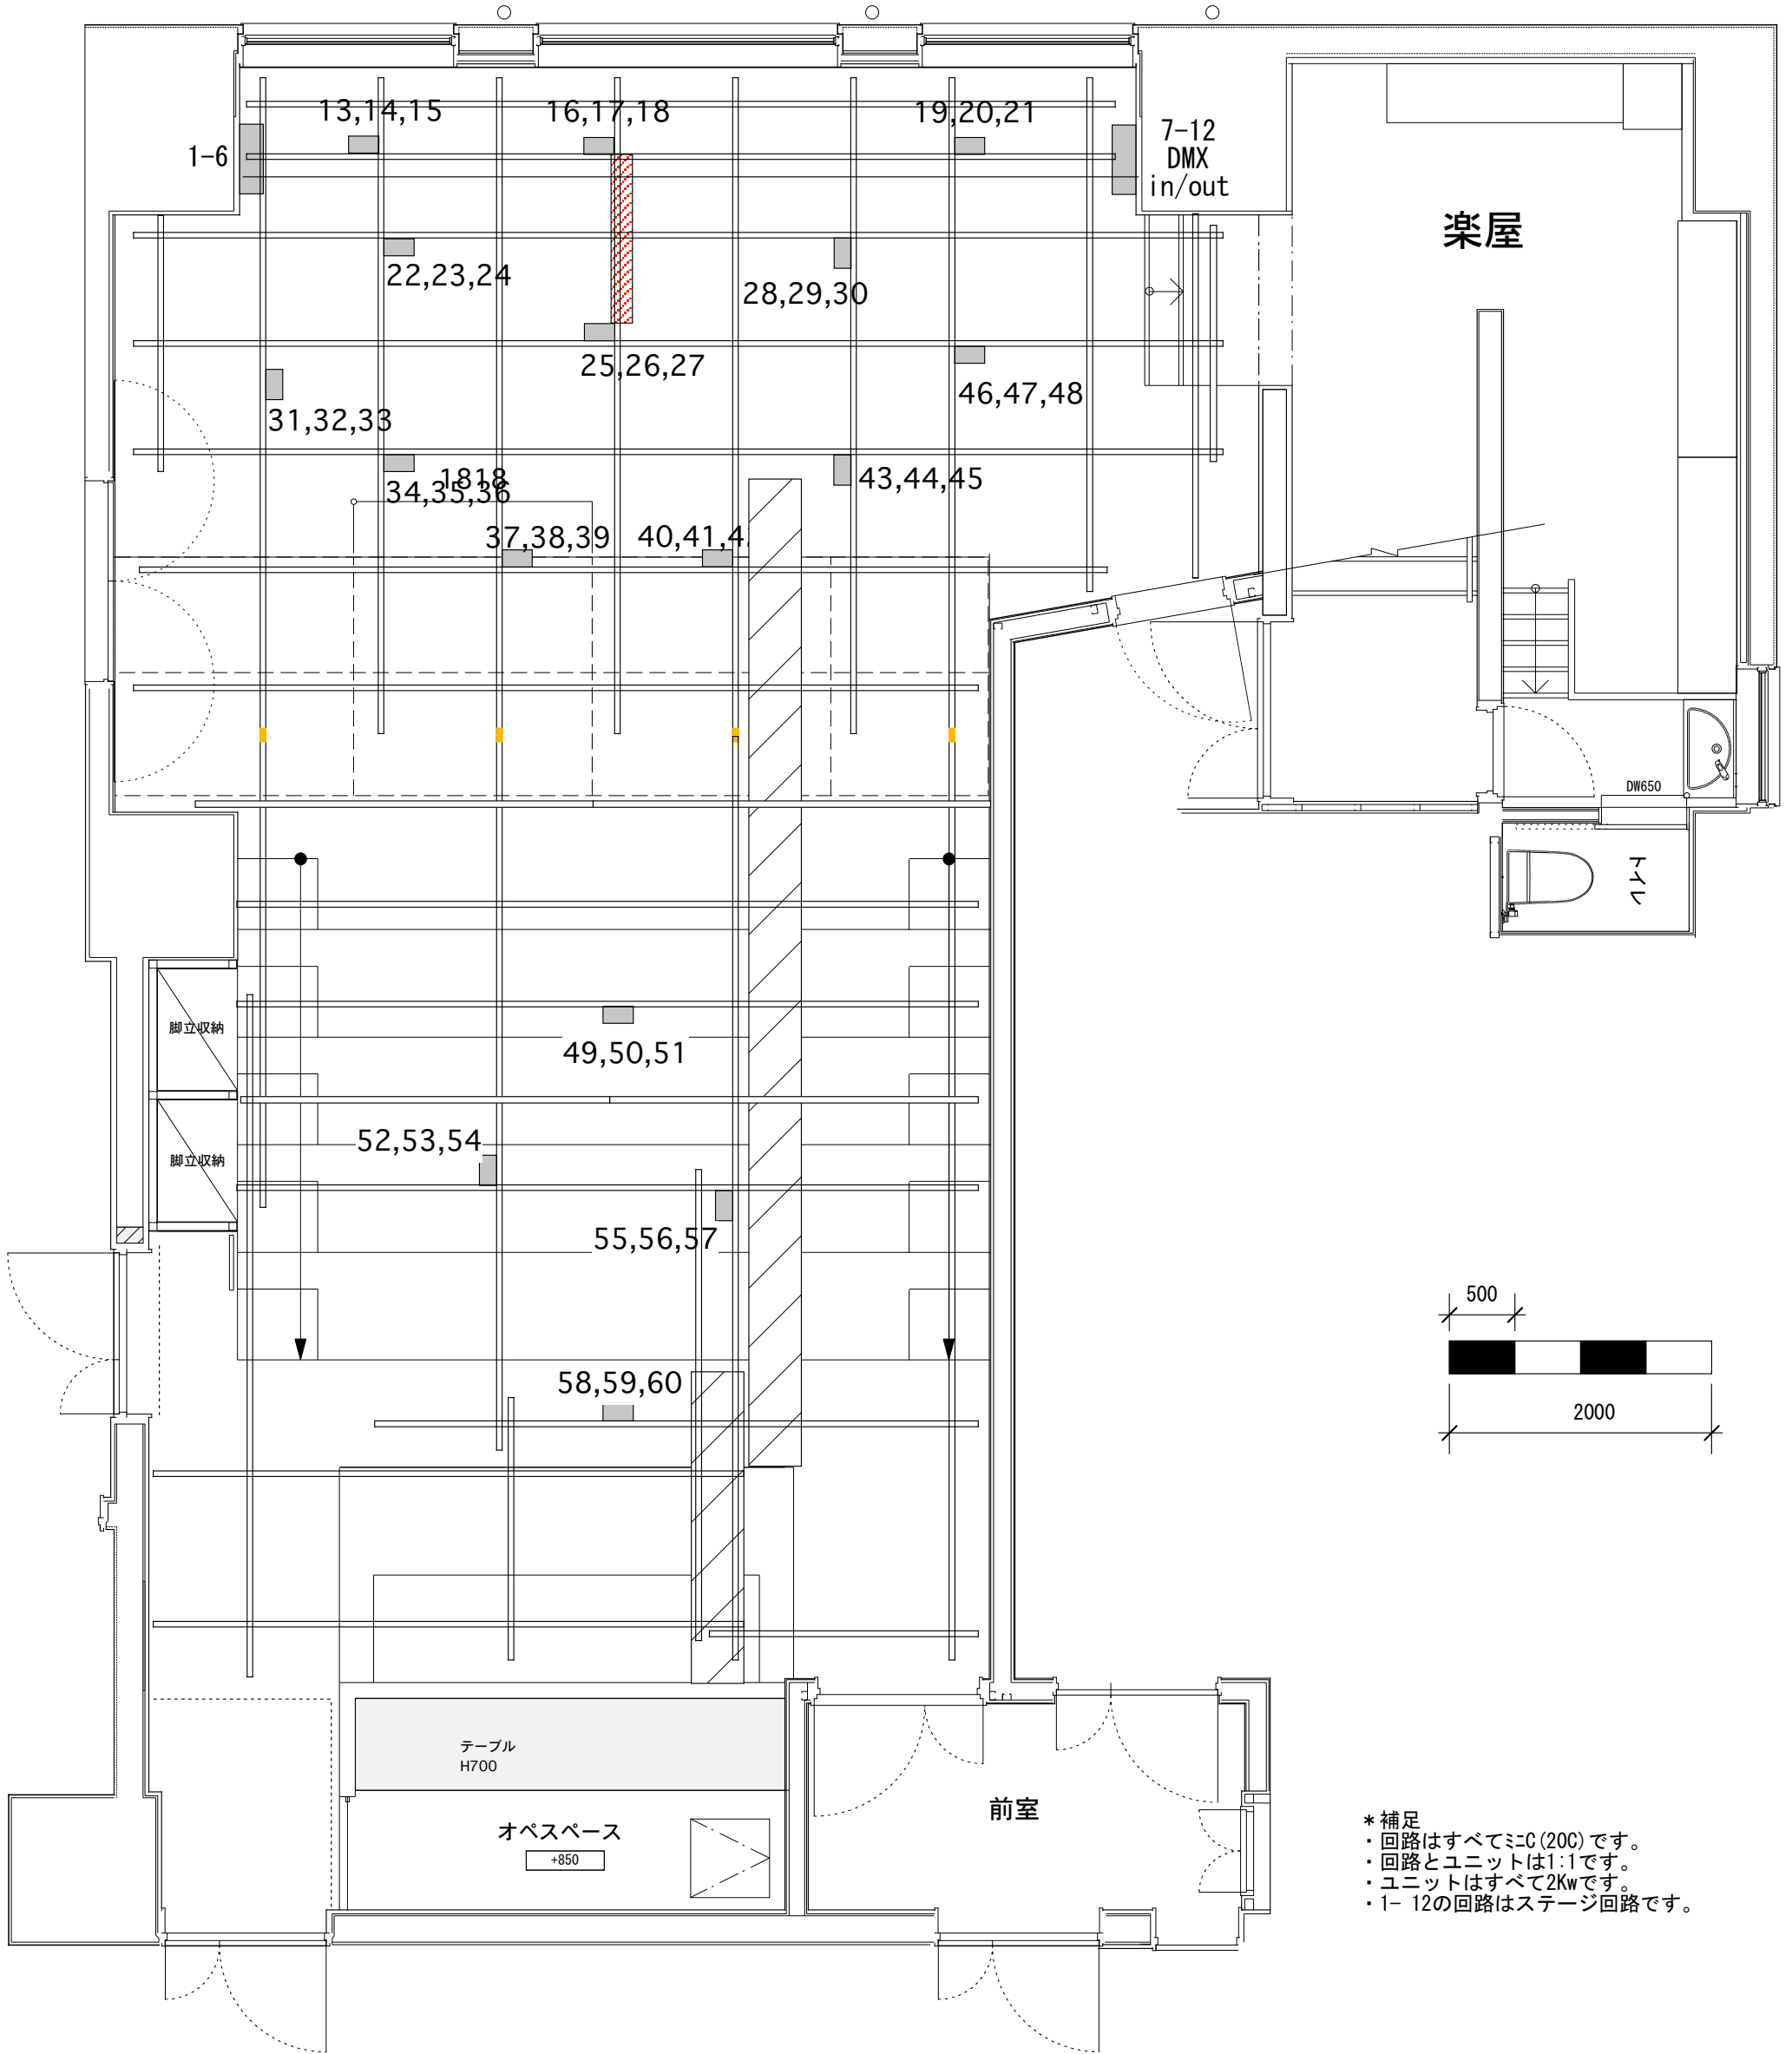 13,14,15
16,17,18
19,20,21
1-6
7-12
DMX
in/out
楽屋
22,23,24
28,29,30
25,26,27
46,47,48
31,32,33
1818
34,35,36
43,44,45
37,38,39
40,41,4
DW650
トイレ
脚立収納
49,50,51
52,53,54
脚立収納
55,56,57
500
58,59,60
2000
テーブル
H700
前室
オペスペース
+850
*補足
・回路はすべてミニC(20C)です。
・回路とユニットは1:1です。
・ユニットはすべて2Kwです。
・1- 12の回路はステージ回路です。